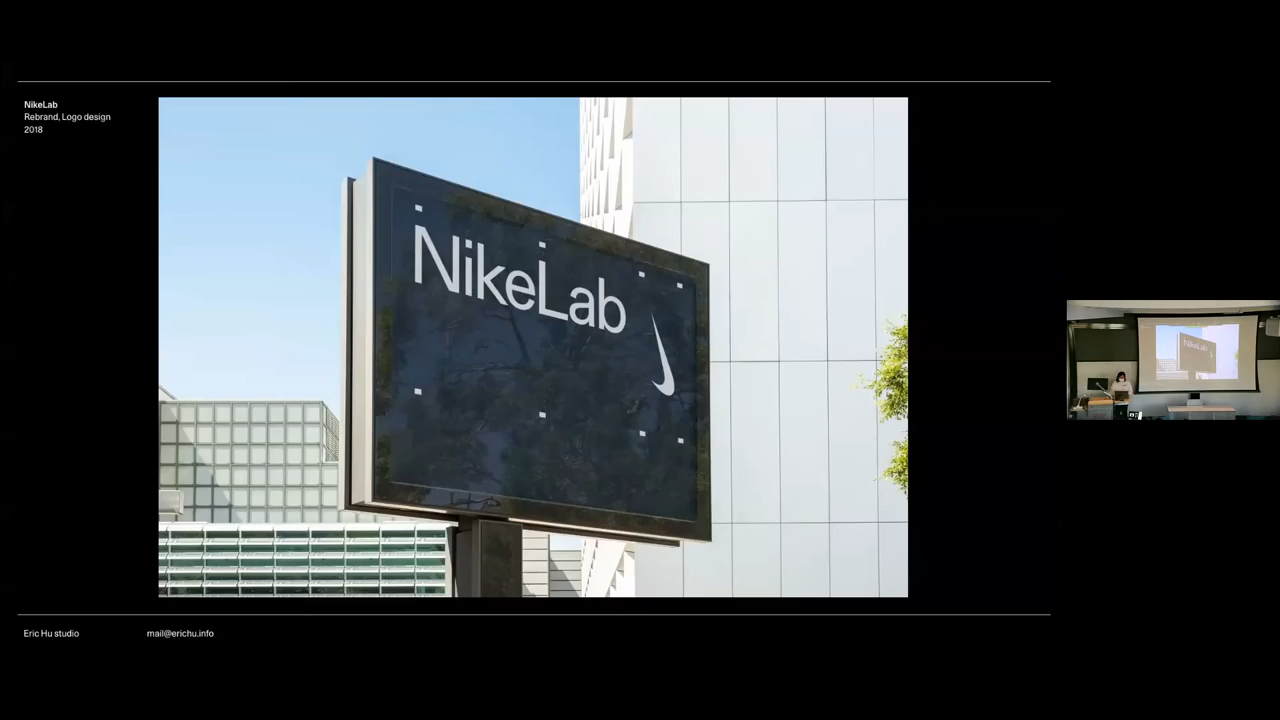 NikeLab
Rebrand, Logo design
2018
NikeLab
Eric Hu studio
mail@erichu.info